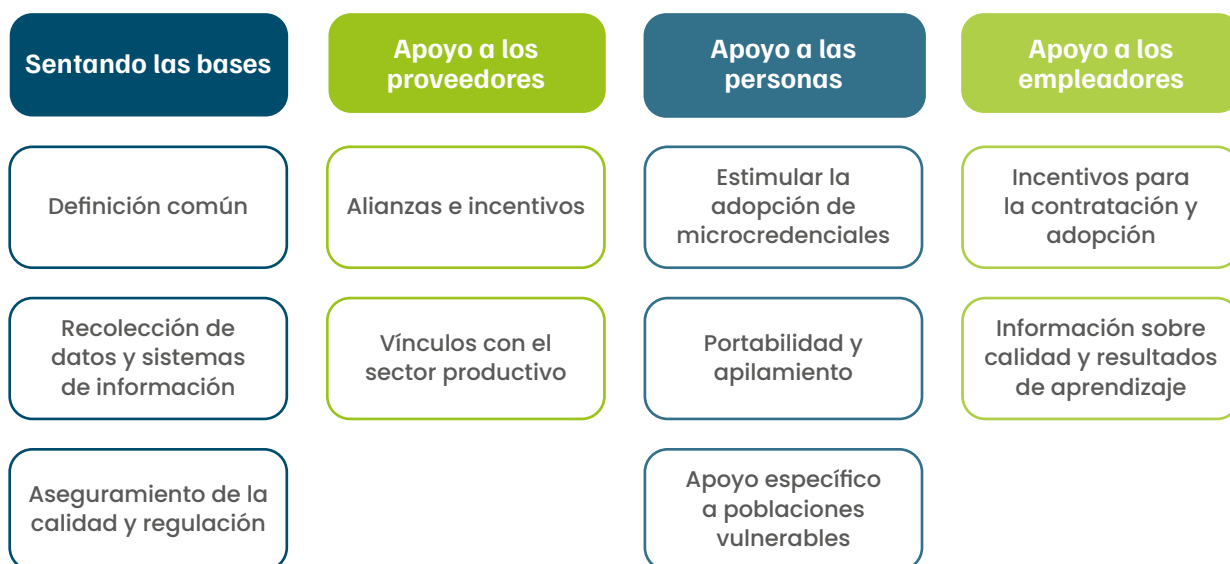 Sentando las bases
Apoyo a los
proveedores
Apoyo a las
personas
Apoyo a los
empleadores
Definición común
Alianzas e incentivos
Estimular la
adopción de
microcredenciales
Incentivos para
la contratación y
adopción
Recolección de
datos y sistemas
de información
Vínculos con el
sector productivo
Portabilidad y
apilamiento
Información sobre
calidad y resultados
de aprendizaje
Aseguramiento de la
calidad y regulación
Apoyo específico
a poblaciones
vulnerables